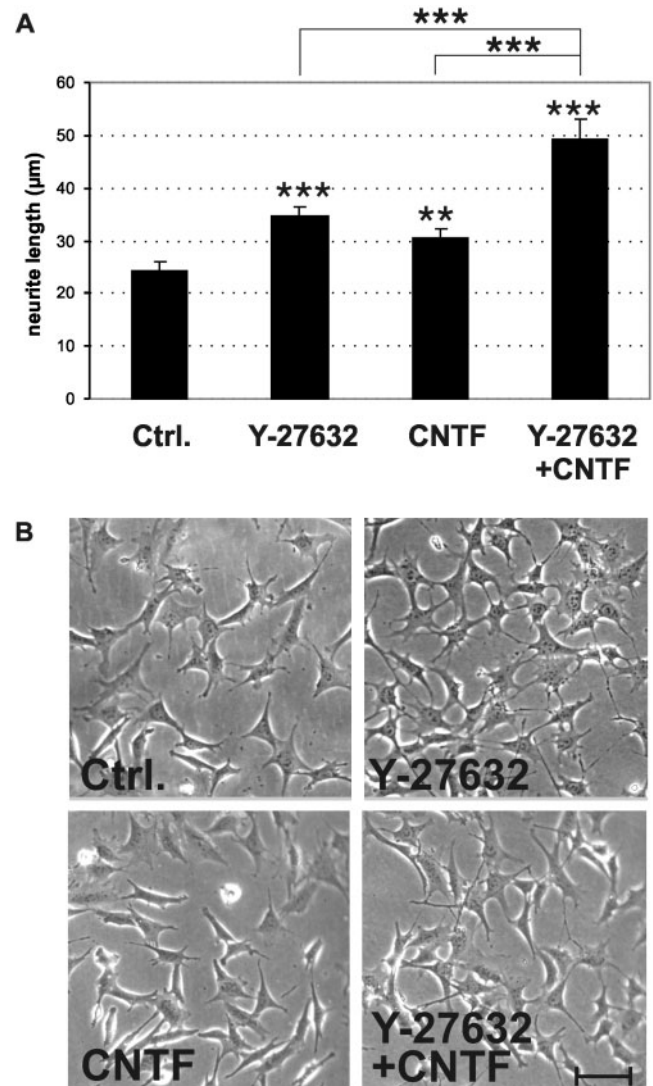 A
***
***
60
50
40
30
20
10
0
neurite length (µm)
***
**
***
Ctrl.
Y-27632
CNTF
Y-27632
+CNTF
B
Ctrl.
Y-27632
CNTF
Y-27632
+CNTF